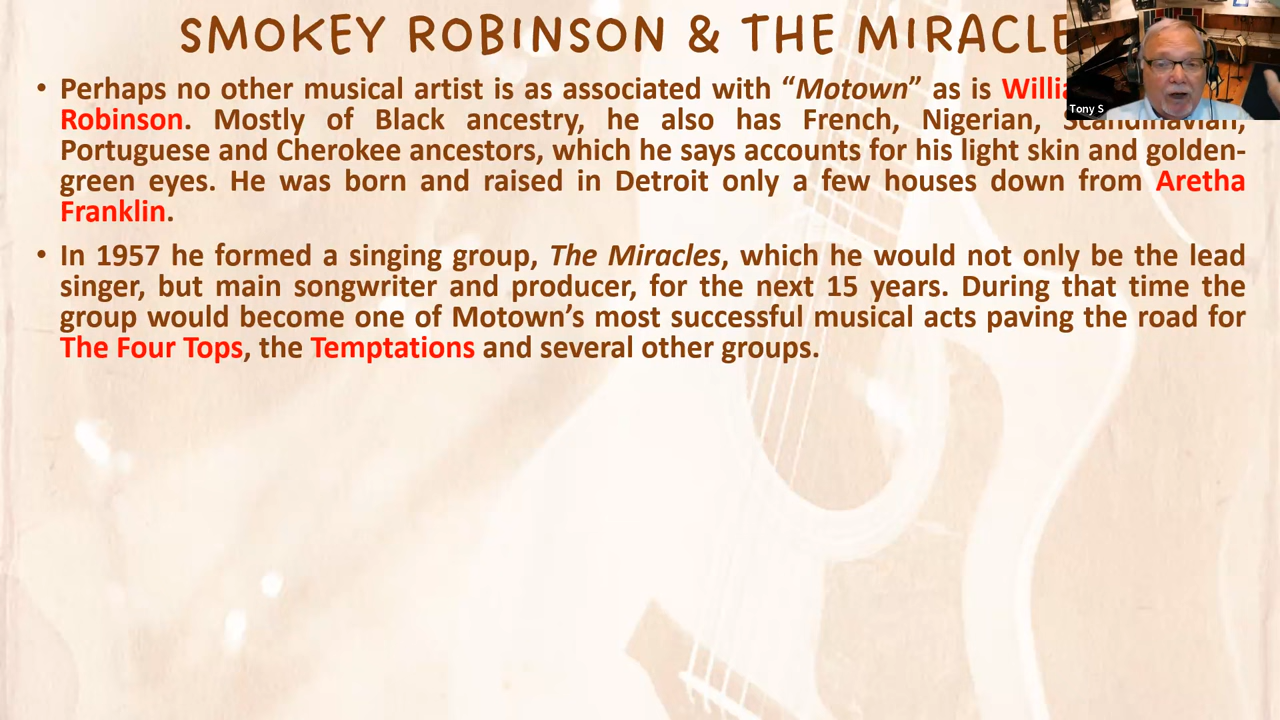 SMOKEY ROBINSON & THE MIRACLE
• Perhaps no other musical artist is as associated with “Motown” as is
Robinson. Mostly of Black ancestry, he also has French, Nigerian, Scandinavian,
Portuguese and Cherokee ancestors, which he says accounts for his light skin and golden-
green eyes. He was born and raised in Detroit only a few houses down from Aretha
Franklin.
• In 1957 he formed a singing group, The Miracles, which he would not only be the lead
singer, but main songwriter and producer, for the next 15 years. During that time the
group would become one of Motown’s most successful musical acts paving the road for
The Four Tops, the Temptations and several other groups.
Tony S